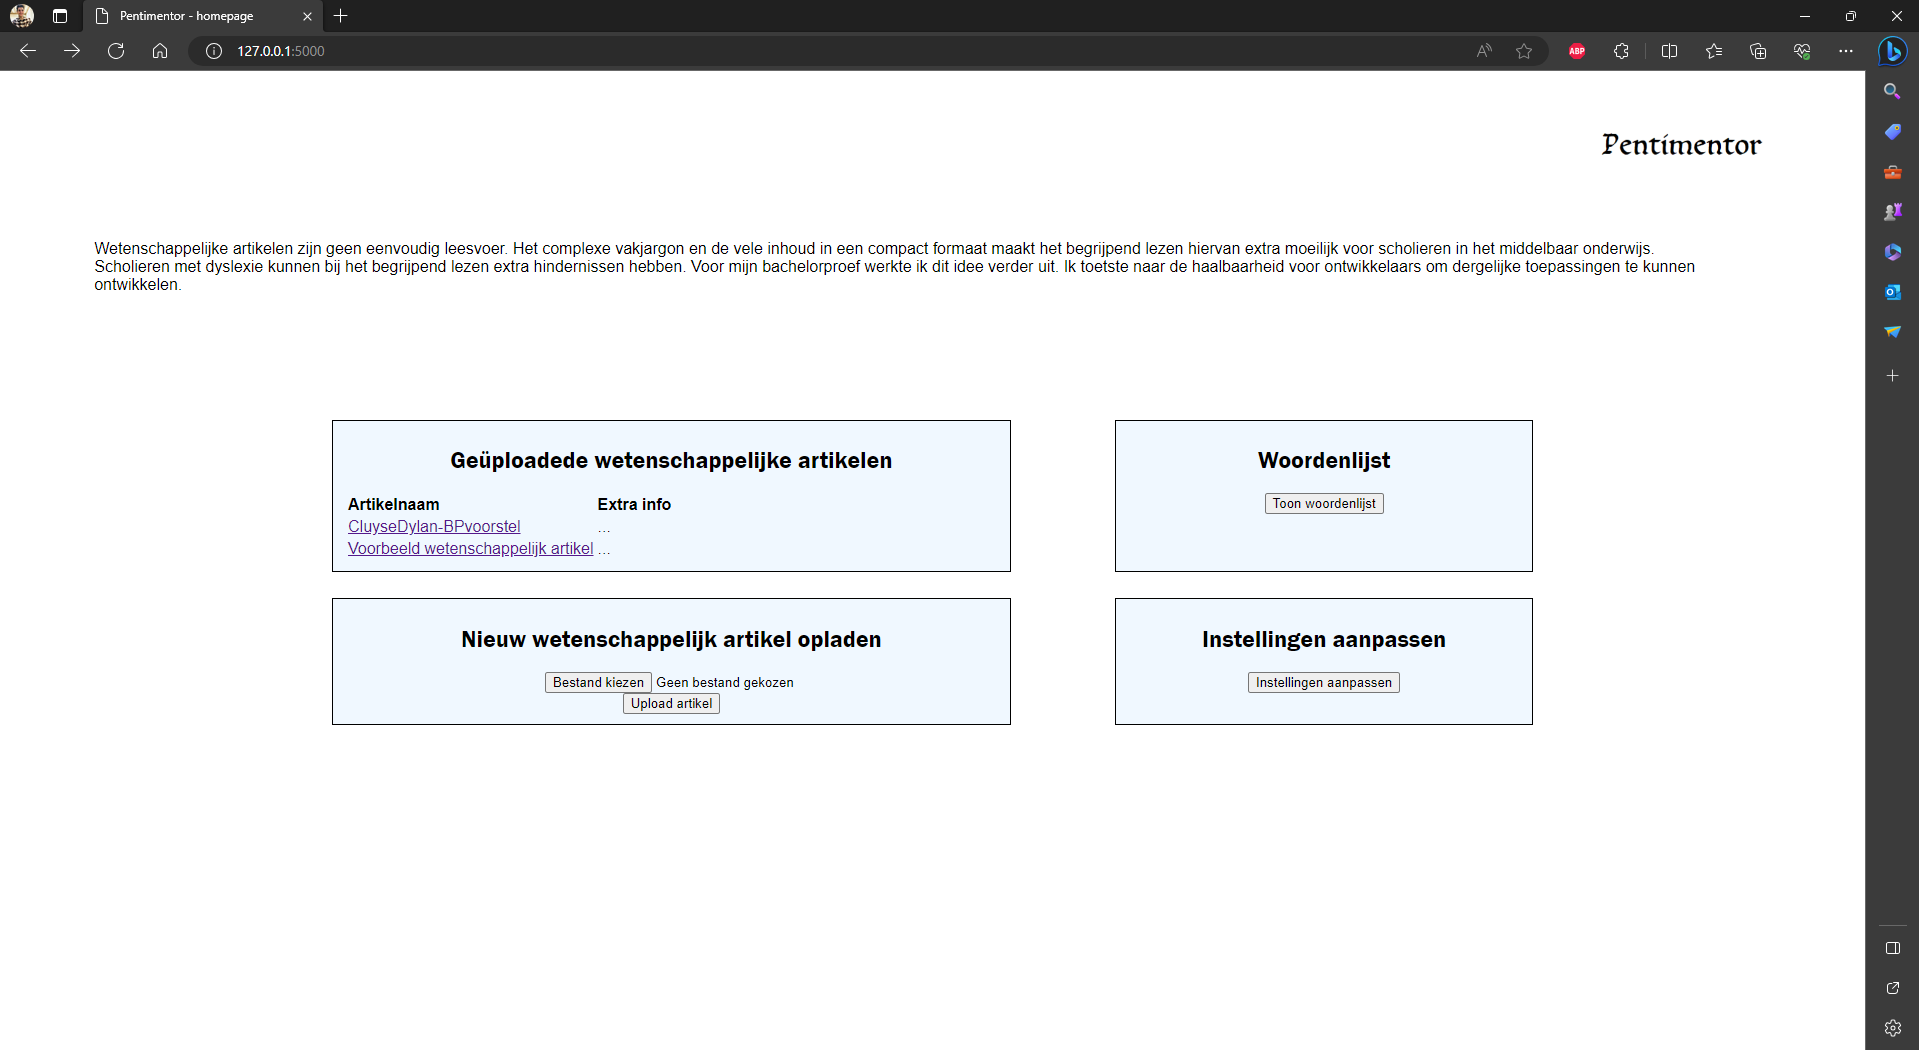 Pentimentor - homepage
127.0.0.1:5000
ABP
Pentimentor
Wetenschappelijke artikelen zijn geen eenvoudig leesvoer. Het complexe vakjargon en de vele inhoud in een compact formaat maakt het begrijpend lezen hiervan extra moeilijk voor scholieren in het middelbaar onderwijs.
Scholieren met dyslexie kunnen bij het begrijpend lezen extra hindernissen hebben. Voor mijn bachelorproef werkte ik dit idee verder uit. Ik toetste naar de haalbaarheid voor ontwikkelaars om dergelijke toepassingen te kunnen
ontwikkelen.
Geüploadede wetenschappelijke artikelen
Artikelnaam Extra info
CluyseDylan-BPvoorstel ...
Voorbeeld wetenschappelijk artikel ...
Woordenlijst
Toon woordenlijst
Nieuw wetenschappelijk artikel opladen
Bestand kiezen Geen bestand gekozen
Upload artikel
Instellingen aanpassen
Instellingen aanpassen